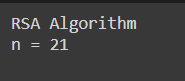 RSA Algorithm
n = 21